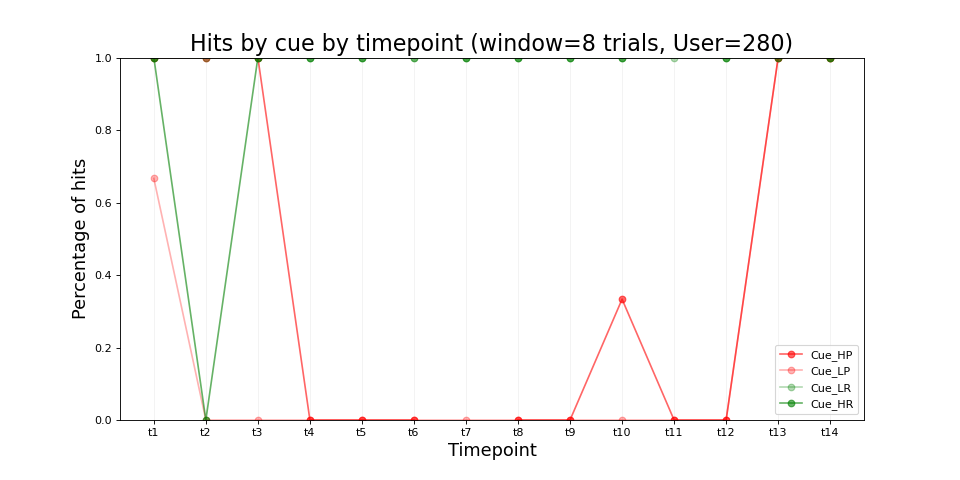 Hits by cue by timepoint (window=8 trials, User=280)
Percentage of hits
1.0
0.8
0.6
0.4
0.2
0.0
t1 t2 t3 t4 t5 t6 t7 t8 t9 t10 t11 t12 t13 t14
Timepoint
Cue_HP
Cue_LP
Cue_LR
Cue_HR